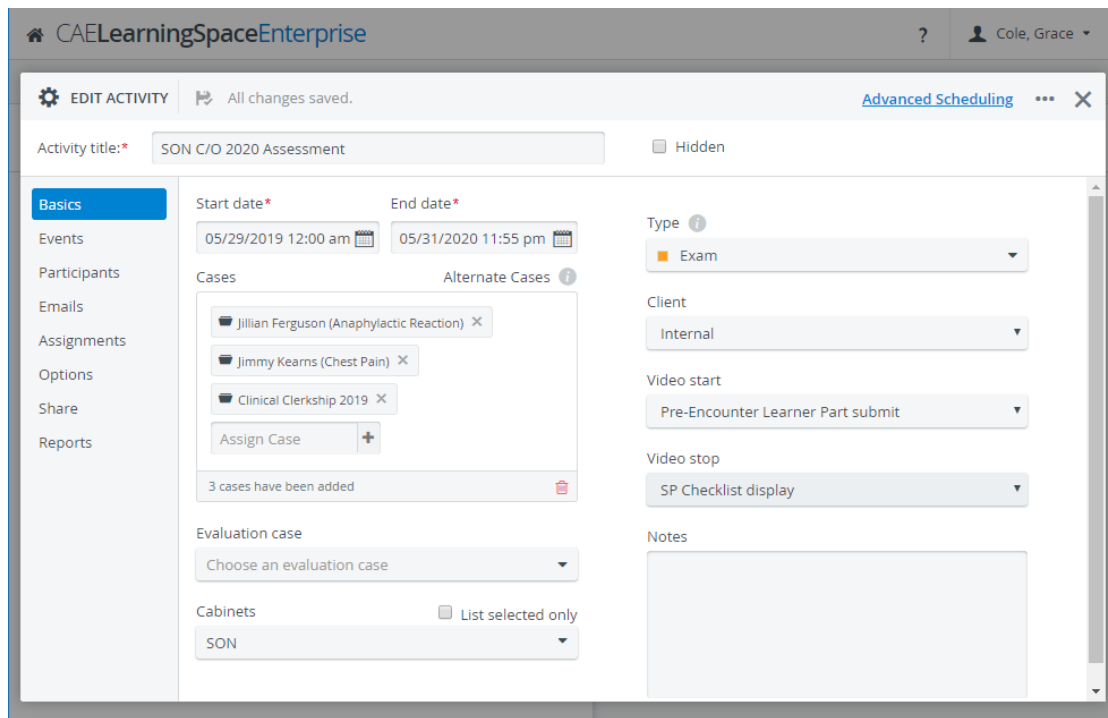 CAELearningSpaceEnterprise ? Cole, Grace
EDIT ACTIVITY All changes saved. Advanced Scheduling
Activity title:* SON C/O 2020 Assessment Hidden
Basics
Events
Participants
Emails
Assignments
Options
Share
Reports
Start date* End date*
05/29/2019 12:00 am 05/31/2020 11:55 pm
Cases Alternate Cases i
Jillian Ferguson (Anaphylactic Reaction)
Jimmy Kearns (Chest Pain)
Clinical Clerkship 2019
Assign Case +
3 cases have been added
Evaluation case
Choose an evaluation case
Cabinets List selected only
SON
Type i
Exam
Client
Internal
Video start
Pre-Encounter Learner Part submit
Video stop
SP Checklist display
Notes